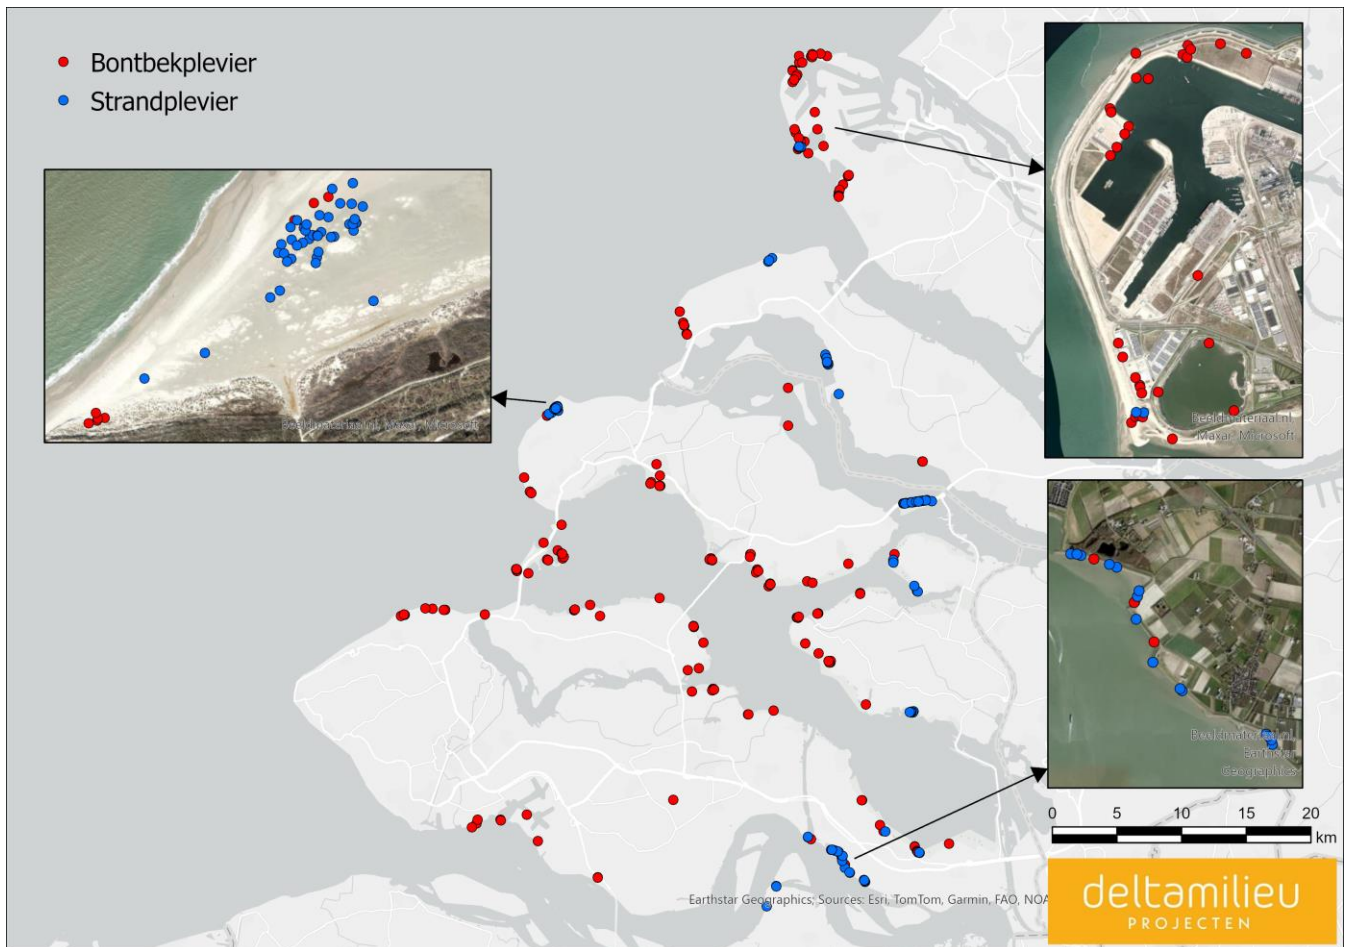 Bontbekplevier
Strandplevier
Beeldmateriaal.nl, Maxar, Microsoft
Beeldmateriaal.nl,
Maxar, Microsoft
Beeldmateriaal.nl,
Earthstar
Geographics
0 5 10 15 20
km
Earthstar Geographics; Sources: Esri, TomTom, Garmin, FAO, NOA
deltamilieu
PROJECTEN